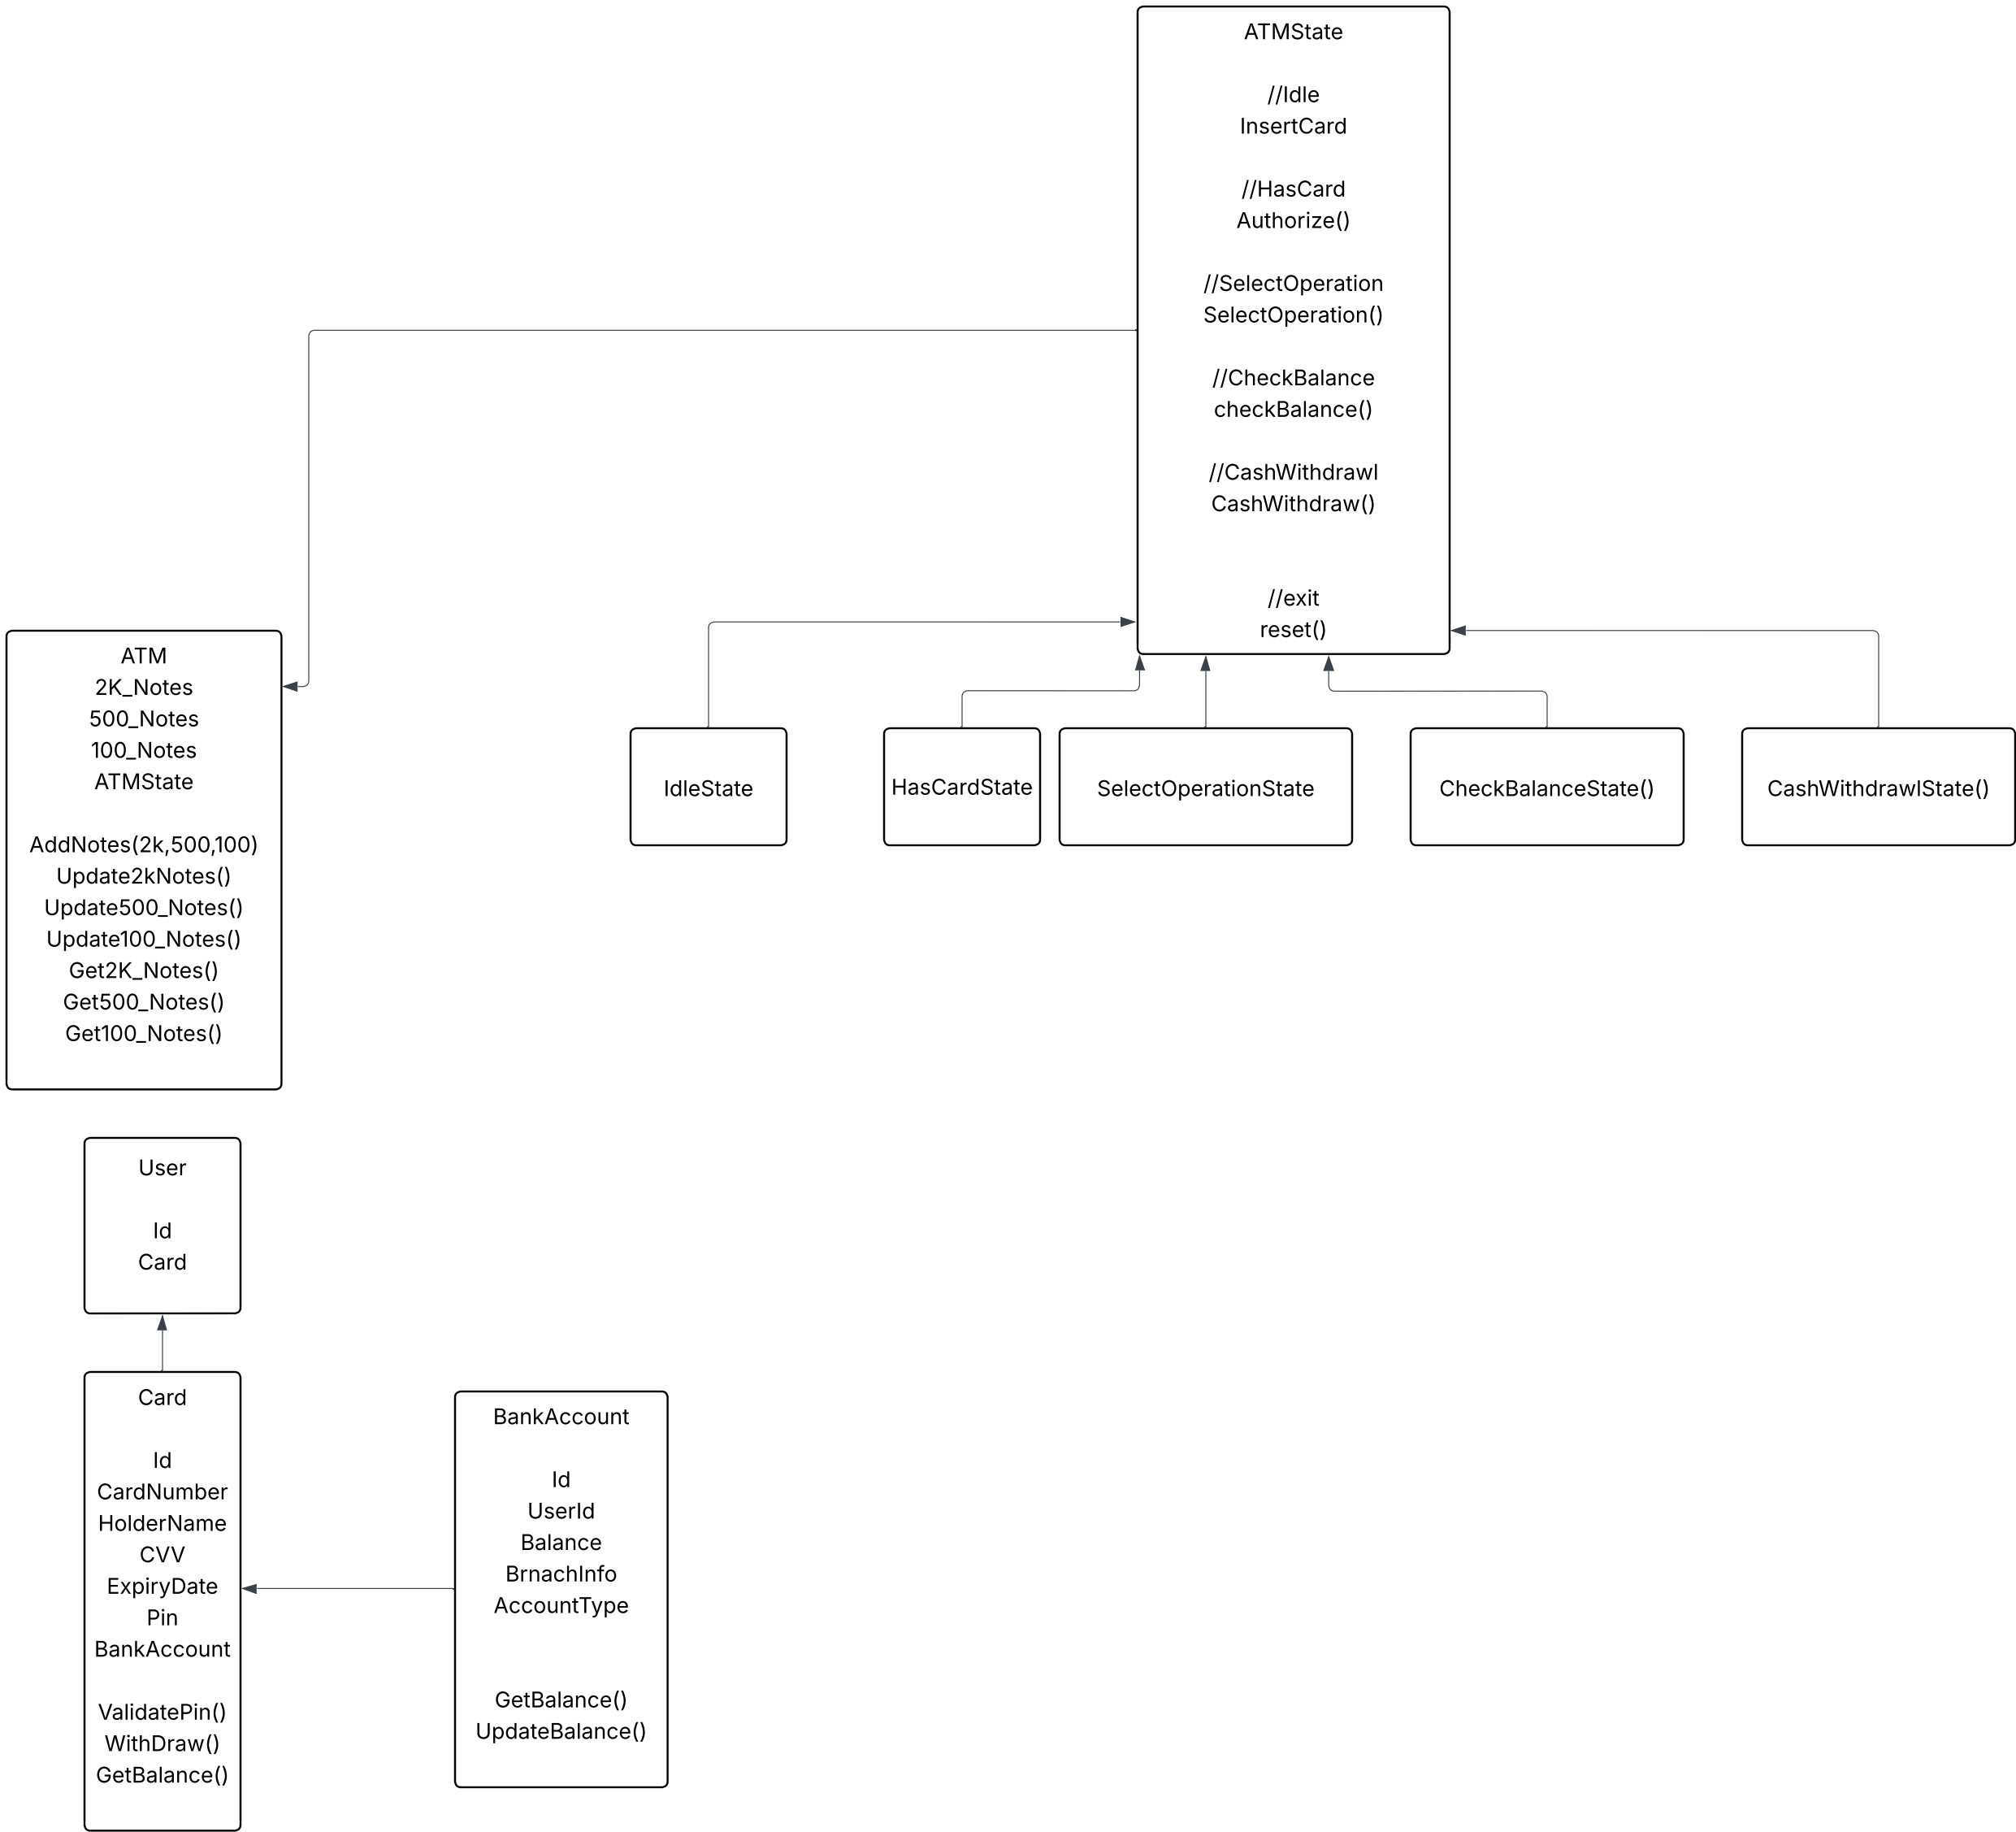 ATMState
//Idle
InsertCard
//HasCard
Authorize()
//SelectOperation
SelectOperation()
//CheckBalance
checkBalance()
//CashWithdrawl
CashWithdraw()
//exit
reset()
ATM
2K_Notes
500_Notes
100_Notes
ATMState
AddNotes(2k,500,100)
Update2kNotes()
Update500_Notes()
Update100_Notes()
Get2K_Notes()
Get500_Notes()
Get100_Notes()
IdleState
HasCardState
SelectOperationState
CheckBalanceState()
CashWithdrawlState()
User
Id
Card
Card
Id
CardNumber
HolderName
CVV
ExpiryDate
Pin
BankAccount
ValidatePin()
WithDraw()
GetBalance()
BankAccount
Id
UserId
Balance
BrnachInfo
AccountType
GetBalance()
UpdateBalance()